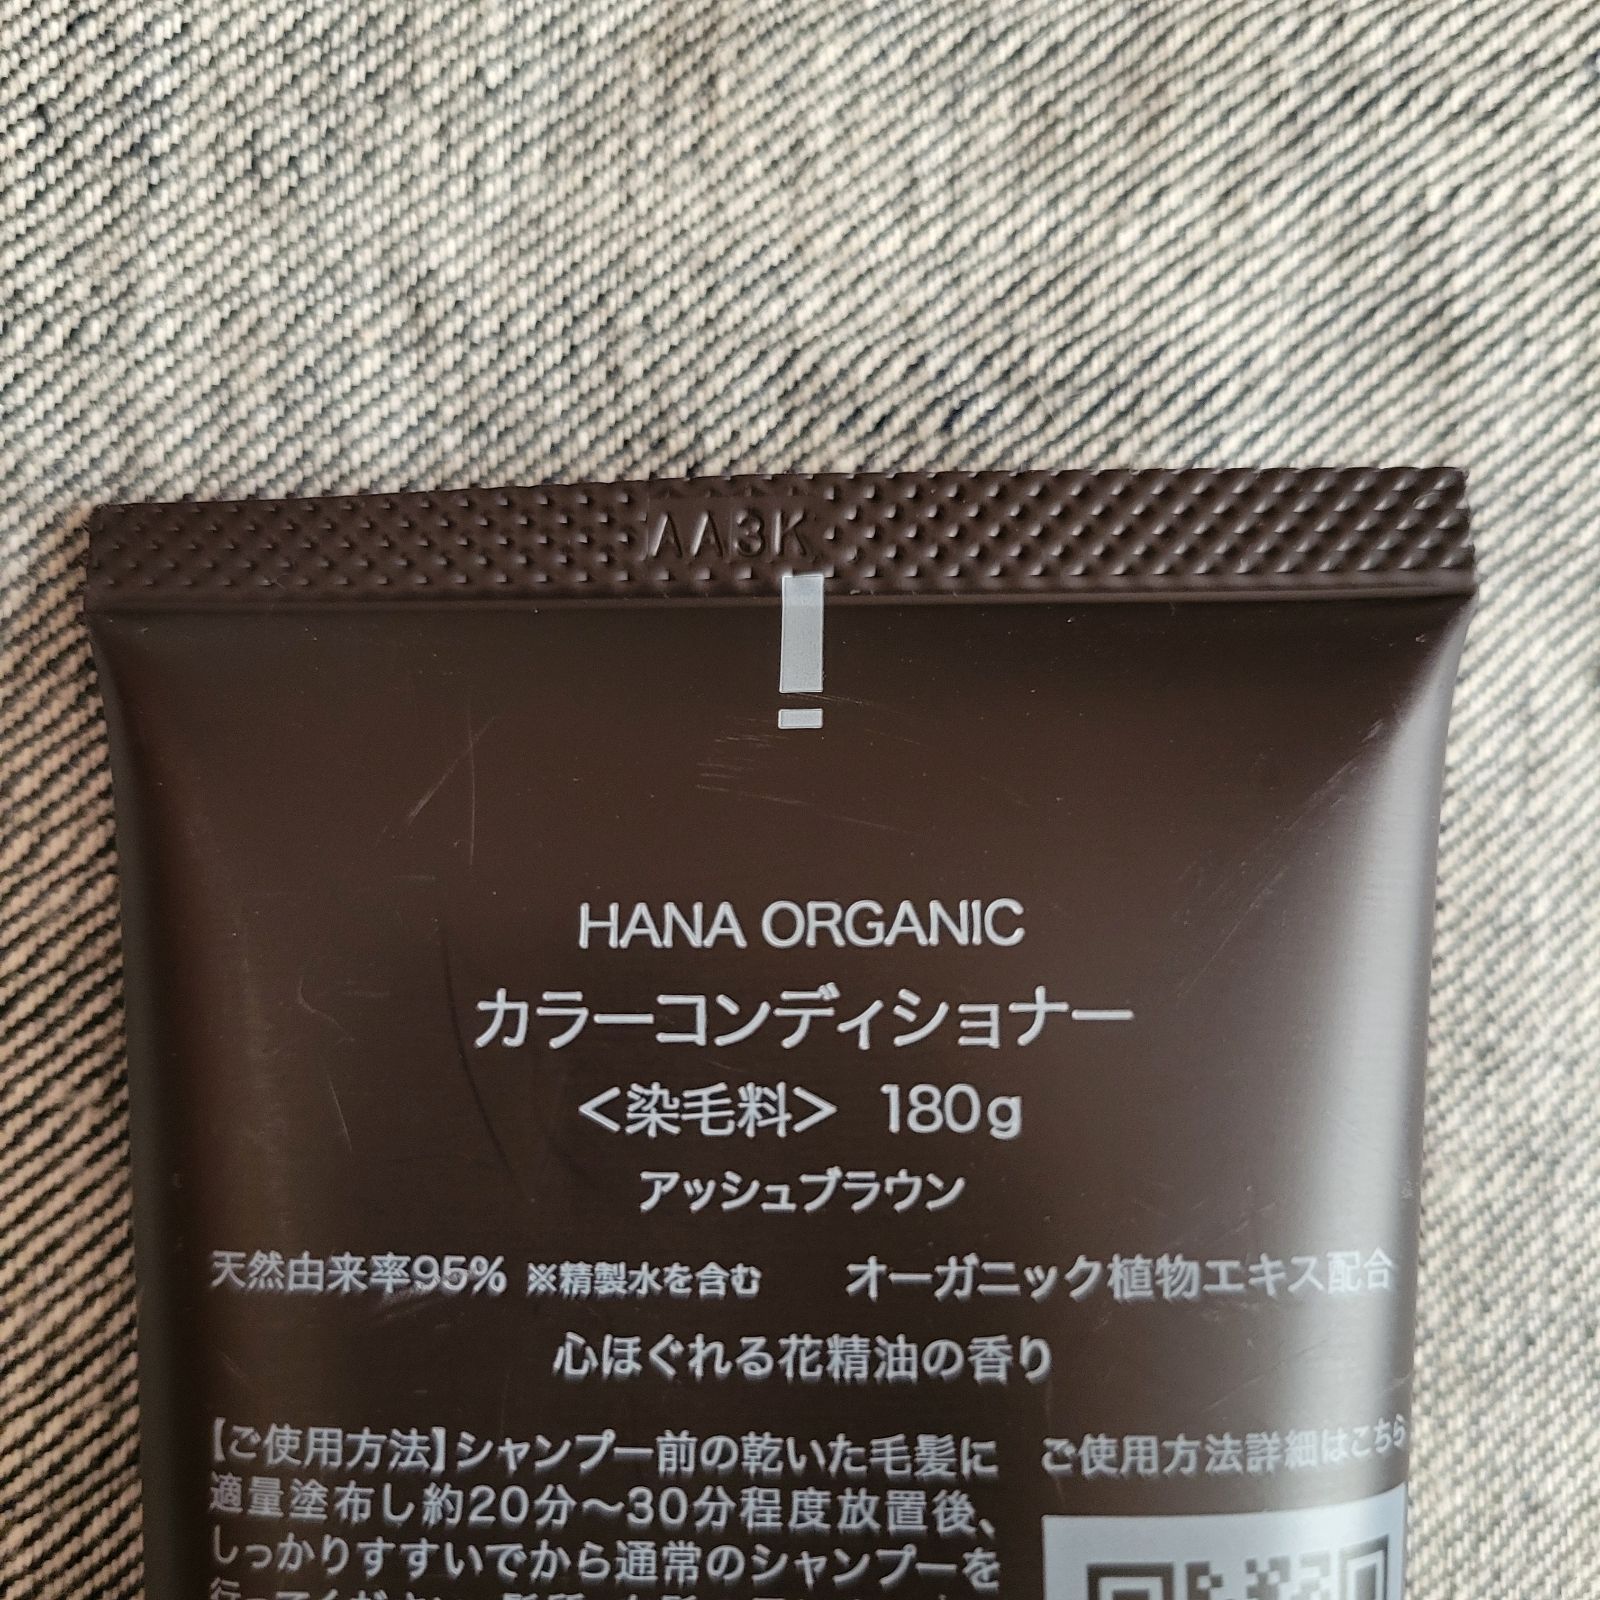 AA3K
HANA ORGANIC
カラーコンディショナー
<染毛料> 180g
アッシュブラウン
天然由来率95% ※精製水を含む オーガニック植物エキス配合
心ほぐれる花精油の香り
【ご使用方法】シャンプー前の乾いた毛髪に
適量塗布し約20分〜30分程度放置後、
しっかりすすいでから通常のシャンプーを
ご使用方法詳細はこちら